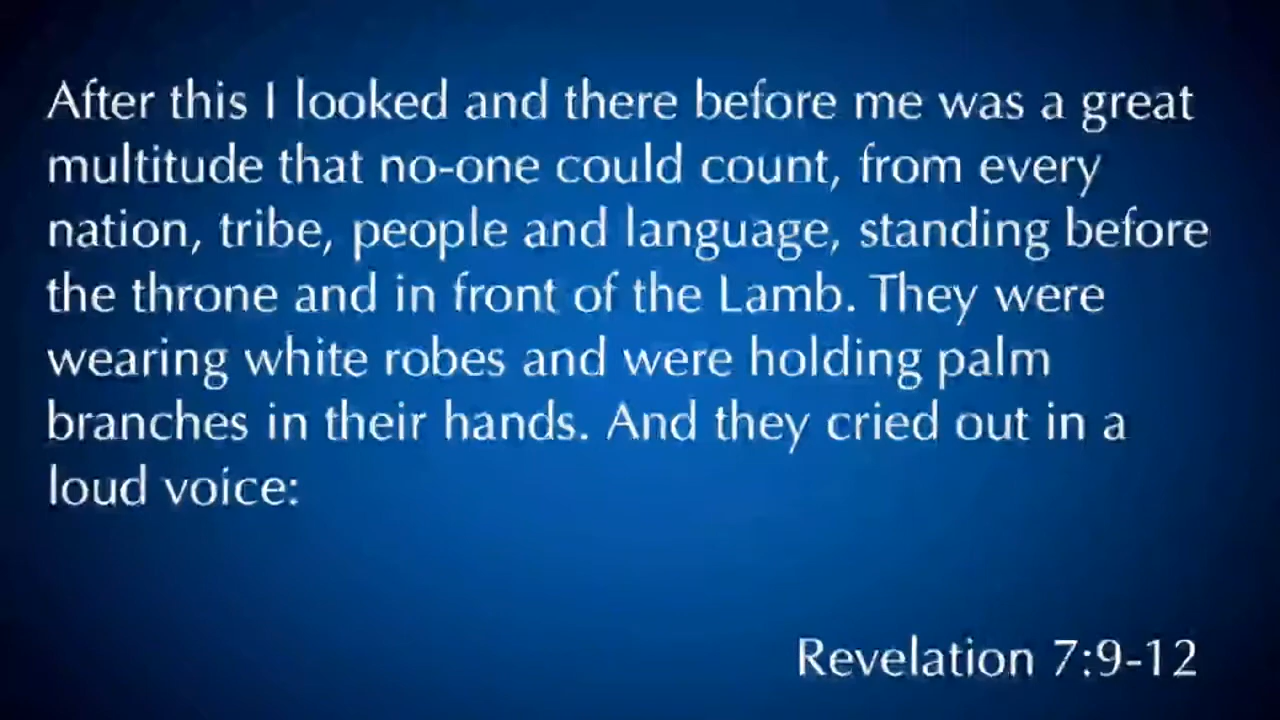 After this I looked and there before me was a great
multitude that no-one could count, from every
nation, tribe, people and language, standing before
the throne and in front of the Lamb. They were
wearing white robes and were holding palm
branches in their hands. And they cried out in a
loud voice:
Revelation 7:9-12